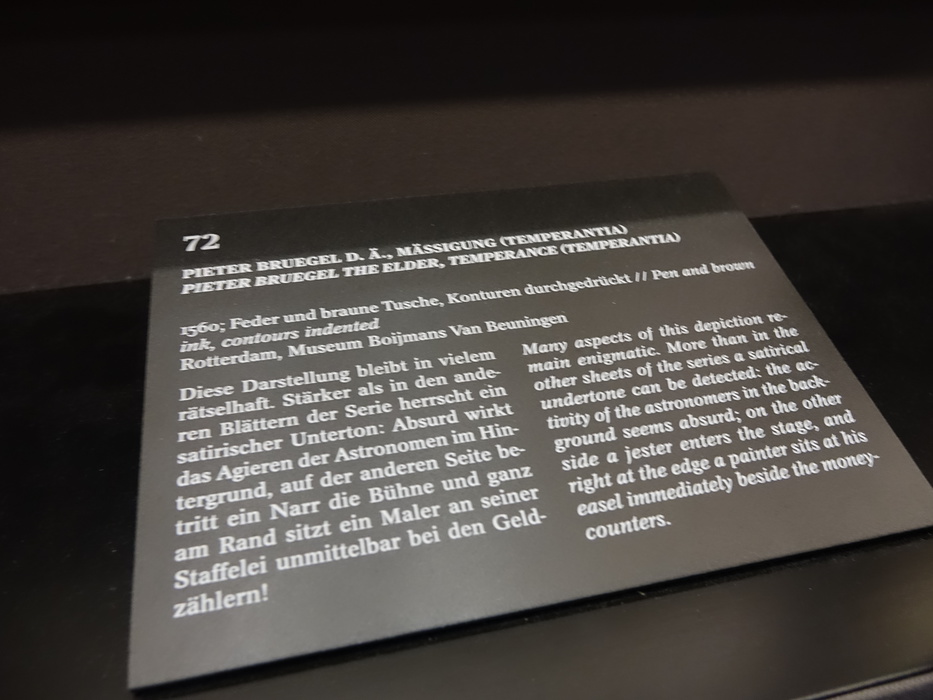 72
PIETER BRUEGEL D. Ä., MÄSSIGUNG (TEMPERANTIA)
PIETER BRUEGEL THE ELDER, TEMPERANCE (TEMPERANTIA)
1560; Feder und braune Tusche, Konturen durchgedrückt // Pen and brown
ink, contours indented
Rotterdam, Museum Boijmans Van Beuningen
Diese Darstellung bleibt in vielem
rätselhaft. Stärker als in den ande-
ren Blättern der Serie herrscht ein
satirischer Unterton: Absurd wirkt
das Agieren der Astronomen im Hin-
tergrund, auf der anderen Seite be-
tritt ein Narr die Bühne und ganz
am Rand sitzt ein Maler an seiner
Staffelei unmittelbar bei den Geld-
zählern!
Many aspects of this depiction re-
main enigmatic. More than in the
other sheets of the series a satirical
undertone can be detected: the ac-
tivity of the astronomers in the back-
ground seems absurd; on the other
side a jester enters the stage, and
right at the edge a painter sits at his
easel immediately beside the money-
counters.